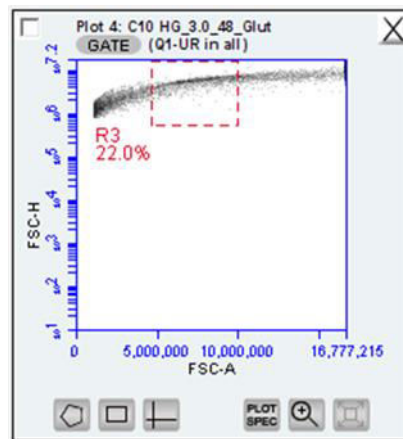 Plot 4: C10 HG_3.0_48_Glut
GATE (Q1-UR in all)
10^7.2
10^6
10^5
10^4
10^3
10^2
10^1
FSC-H
R3
22.0%
0 5,000,000 10,000,000 16,777,215
FSC-A
PLOT
SPEC